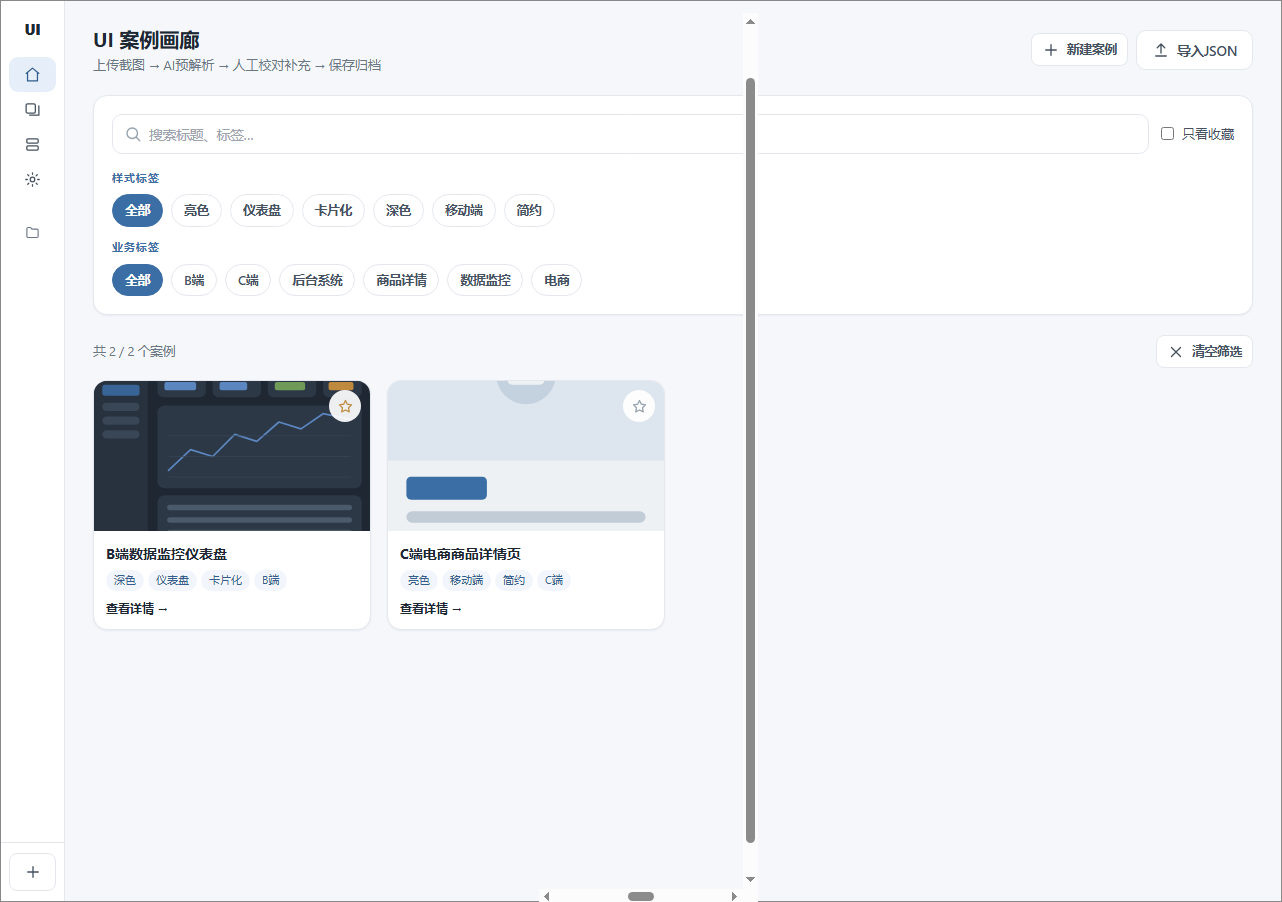 UI
UI 案例画廊
上传截图 → AI预解析 → 人工校对补充 → 保存归档
新建案例
导入JSON
搜索标题、标签...
只看收藏
样式标签
全部 亮色 仪表盘 卡片化 深色 移动端 简约
业务标签
全部 B端 C端 后台系统 商品详情 数据监控 电商
共 2 / 2 个案例
清空筛选
B端数据监控仪表盘
深色 仪表盘 卡片化 B端
查看详情 →
C端电商商品详情页
亮色 移动端 简约 C端
查看详情 →